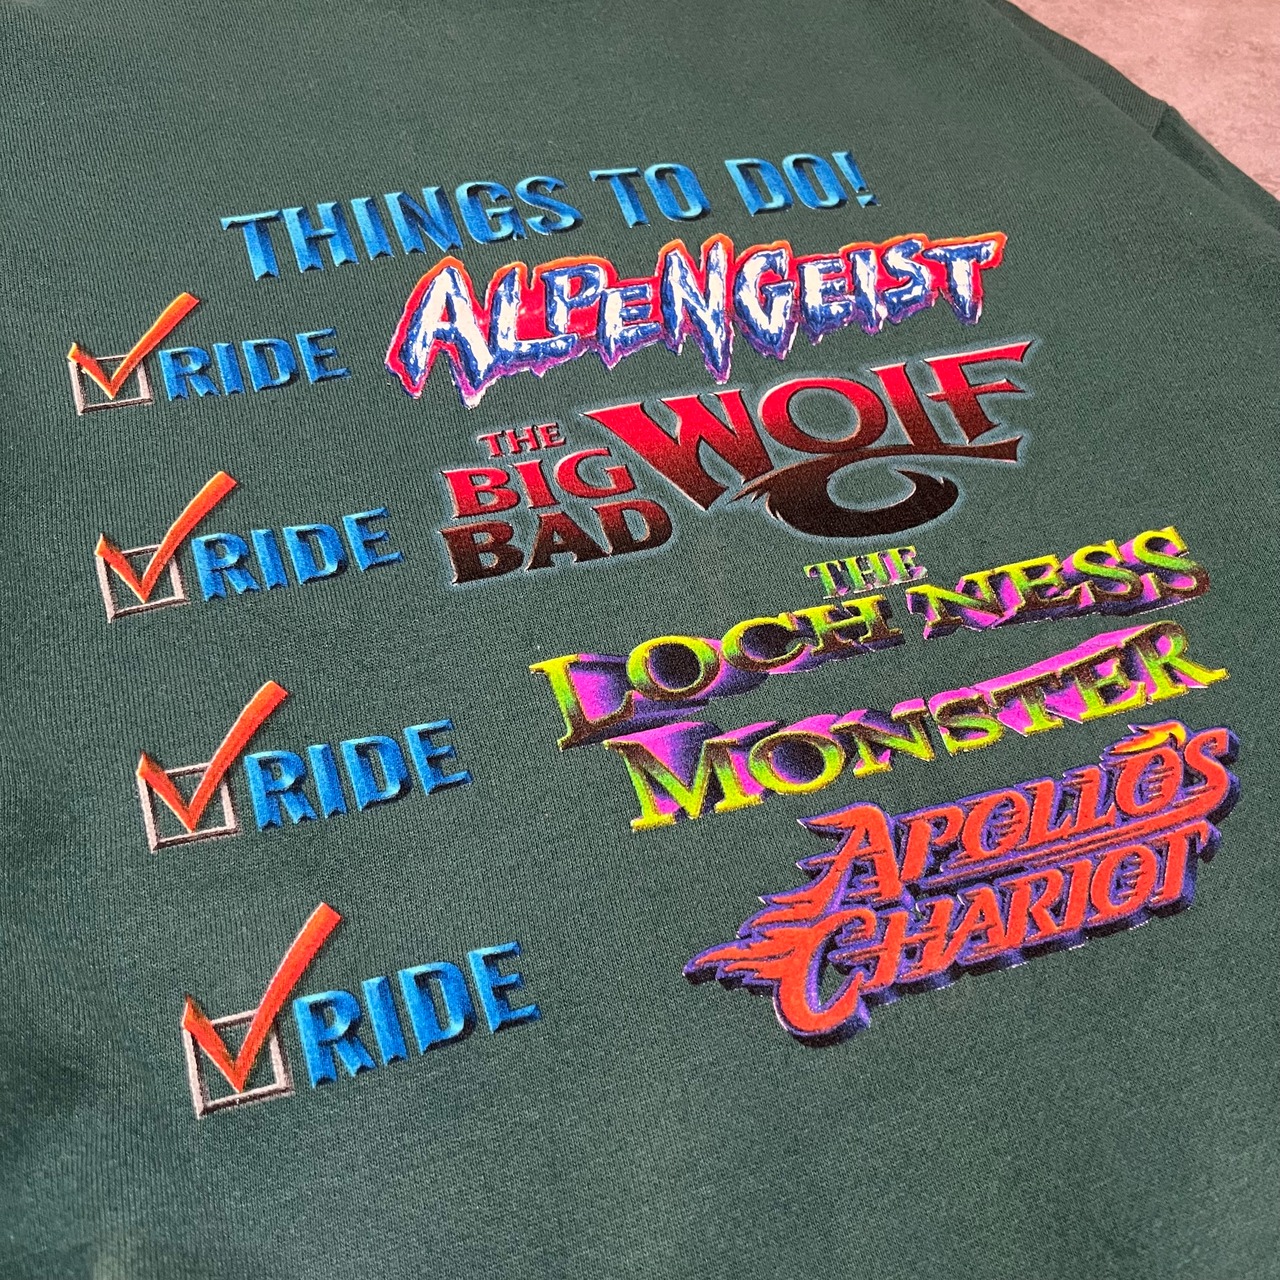 THINGS TO DO!
RIDE ALPENGEIST
RIDE THE BIG BAD WOLF
RIDE THE LOCH NESS MONSTER
RIDE APOLLO'S CHARIOT